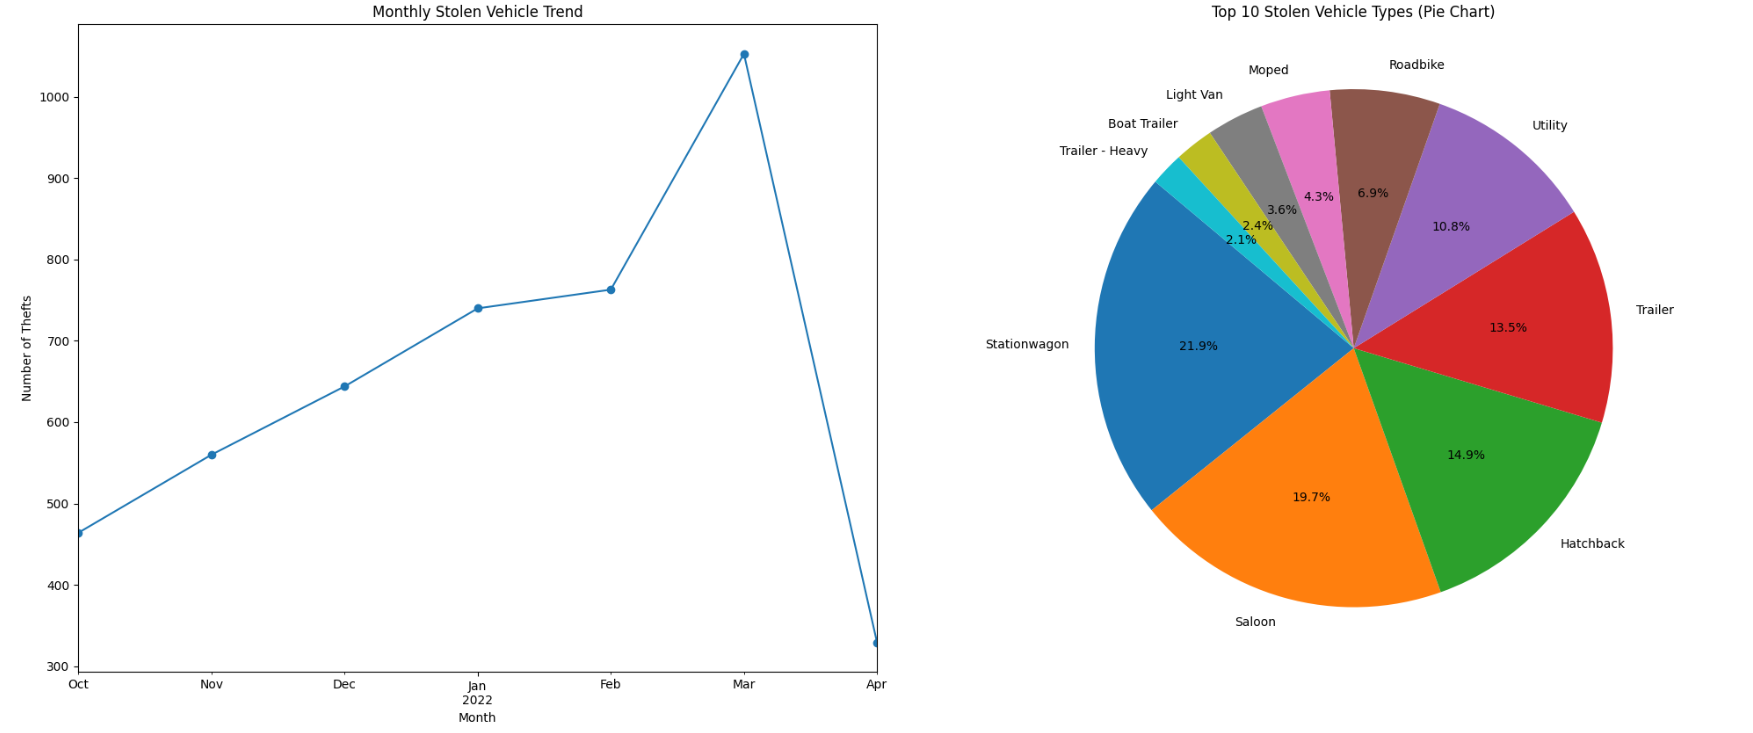 Monthly Stolen Vehicle Trend
1000
900
800
700
600
500
400
300
Number of Thefts
Oct
Nov
Dec
Jan
2022
Feb
Mar
Apr
Month
Top 10 Stolen Vehicle Types (Pie Chart)
Roadbike
Moped
Light Van
Boat Trailer
Trailer - Heavy
Utility
Trailer
Stationwagon
Hatchback
Saloon
6.9%
4.3%
3.6%
2.4%
2.1%
10.8%
13.5%
21.9%
14.9%
19.7%